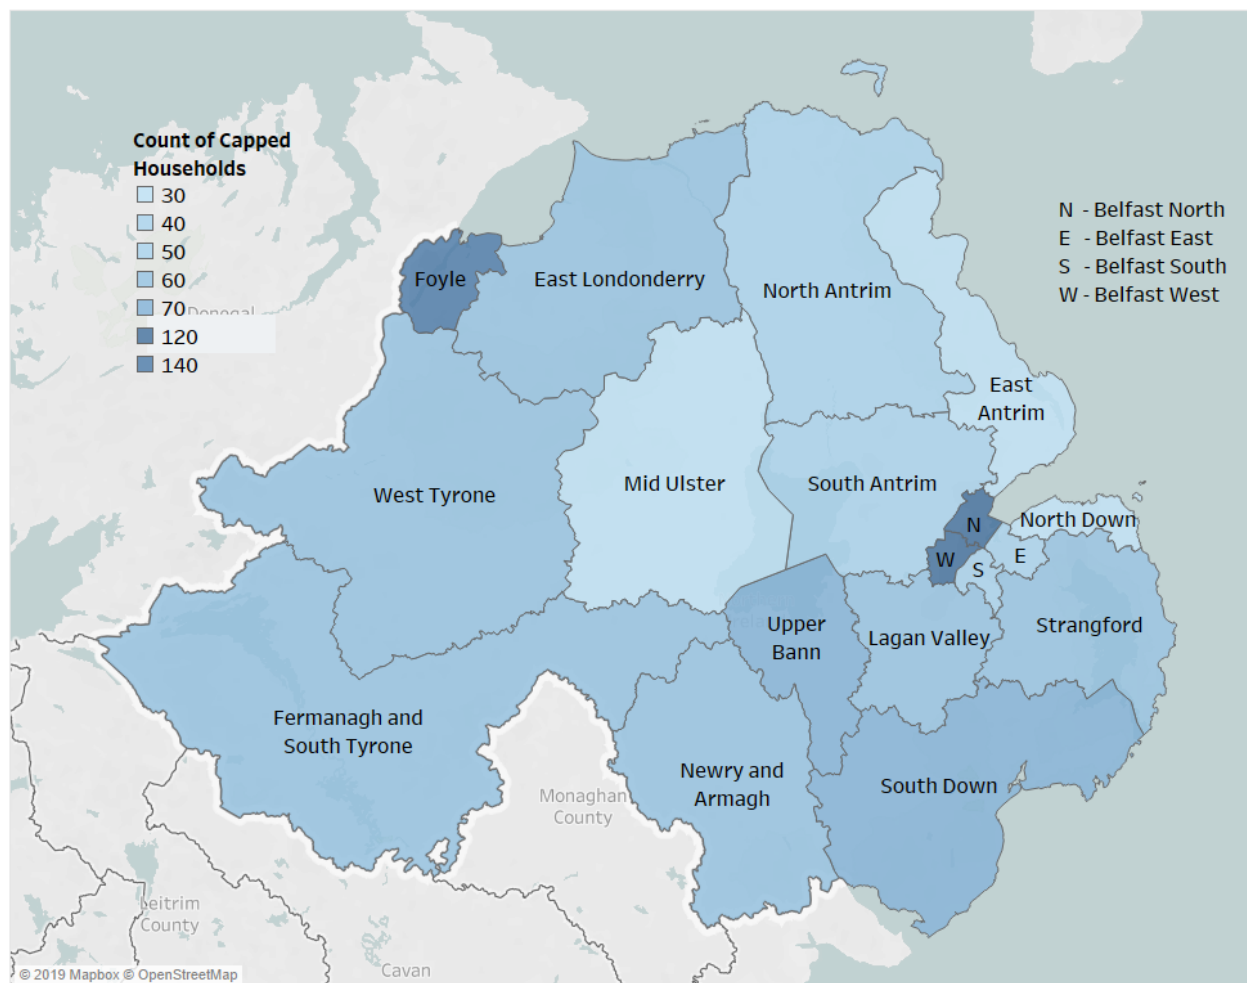 Count of Capped
Households
30
40
50
60
70
120
140
Donegal
N - Belfast North
E - Belfast East
S - Belfast South
W - Belfast West
Foyle
East Londonderry
North Antrim
East
Antrim
West Tyrone
Mid Ulster
South Antrim
North Down
N
E
W
S
Upper
Bann
Lagan Valley
Strangford
Fermanagh and
South Tyrone
Newry and
Armagh
South Down
Monaghan
County
Leitrim
County
Cavan
© 2019 Mapbox © OpenStreetMap